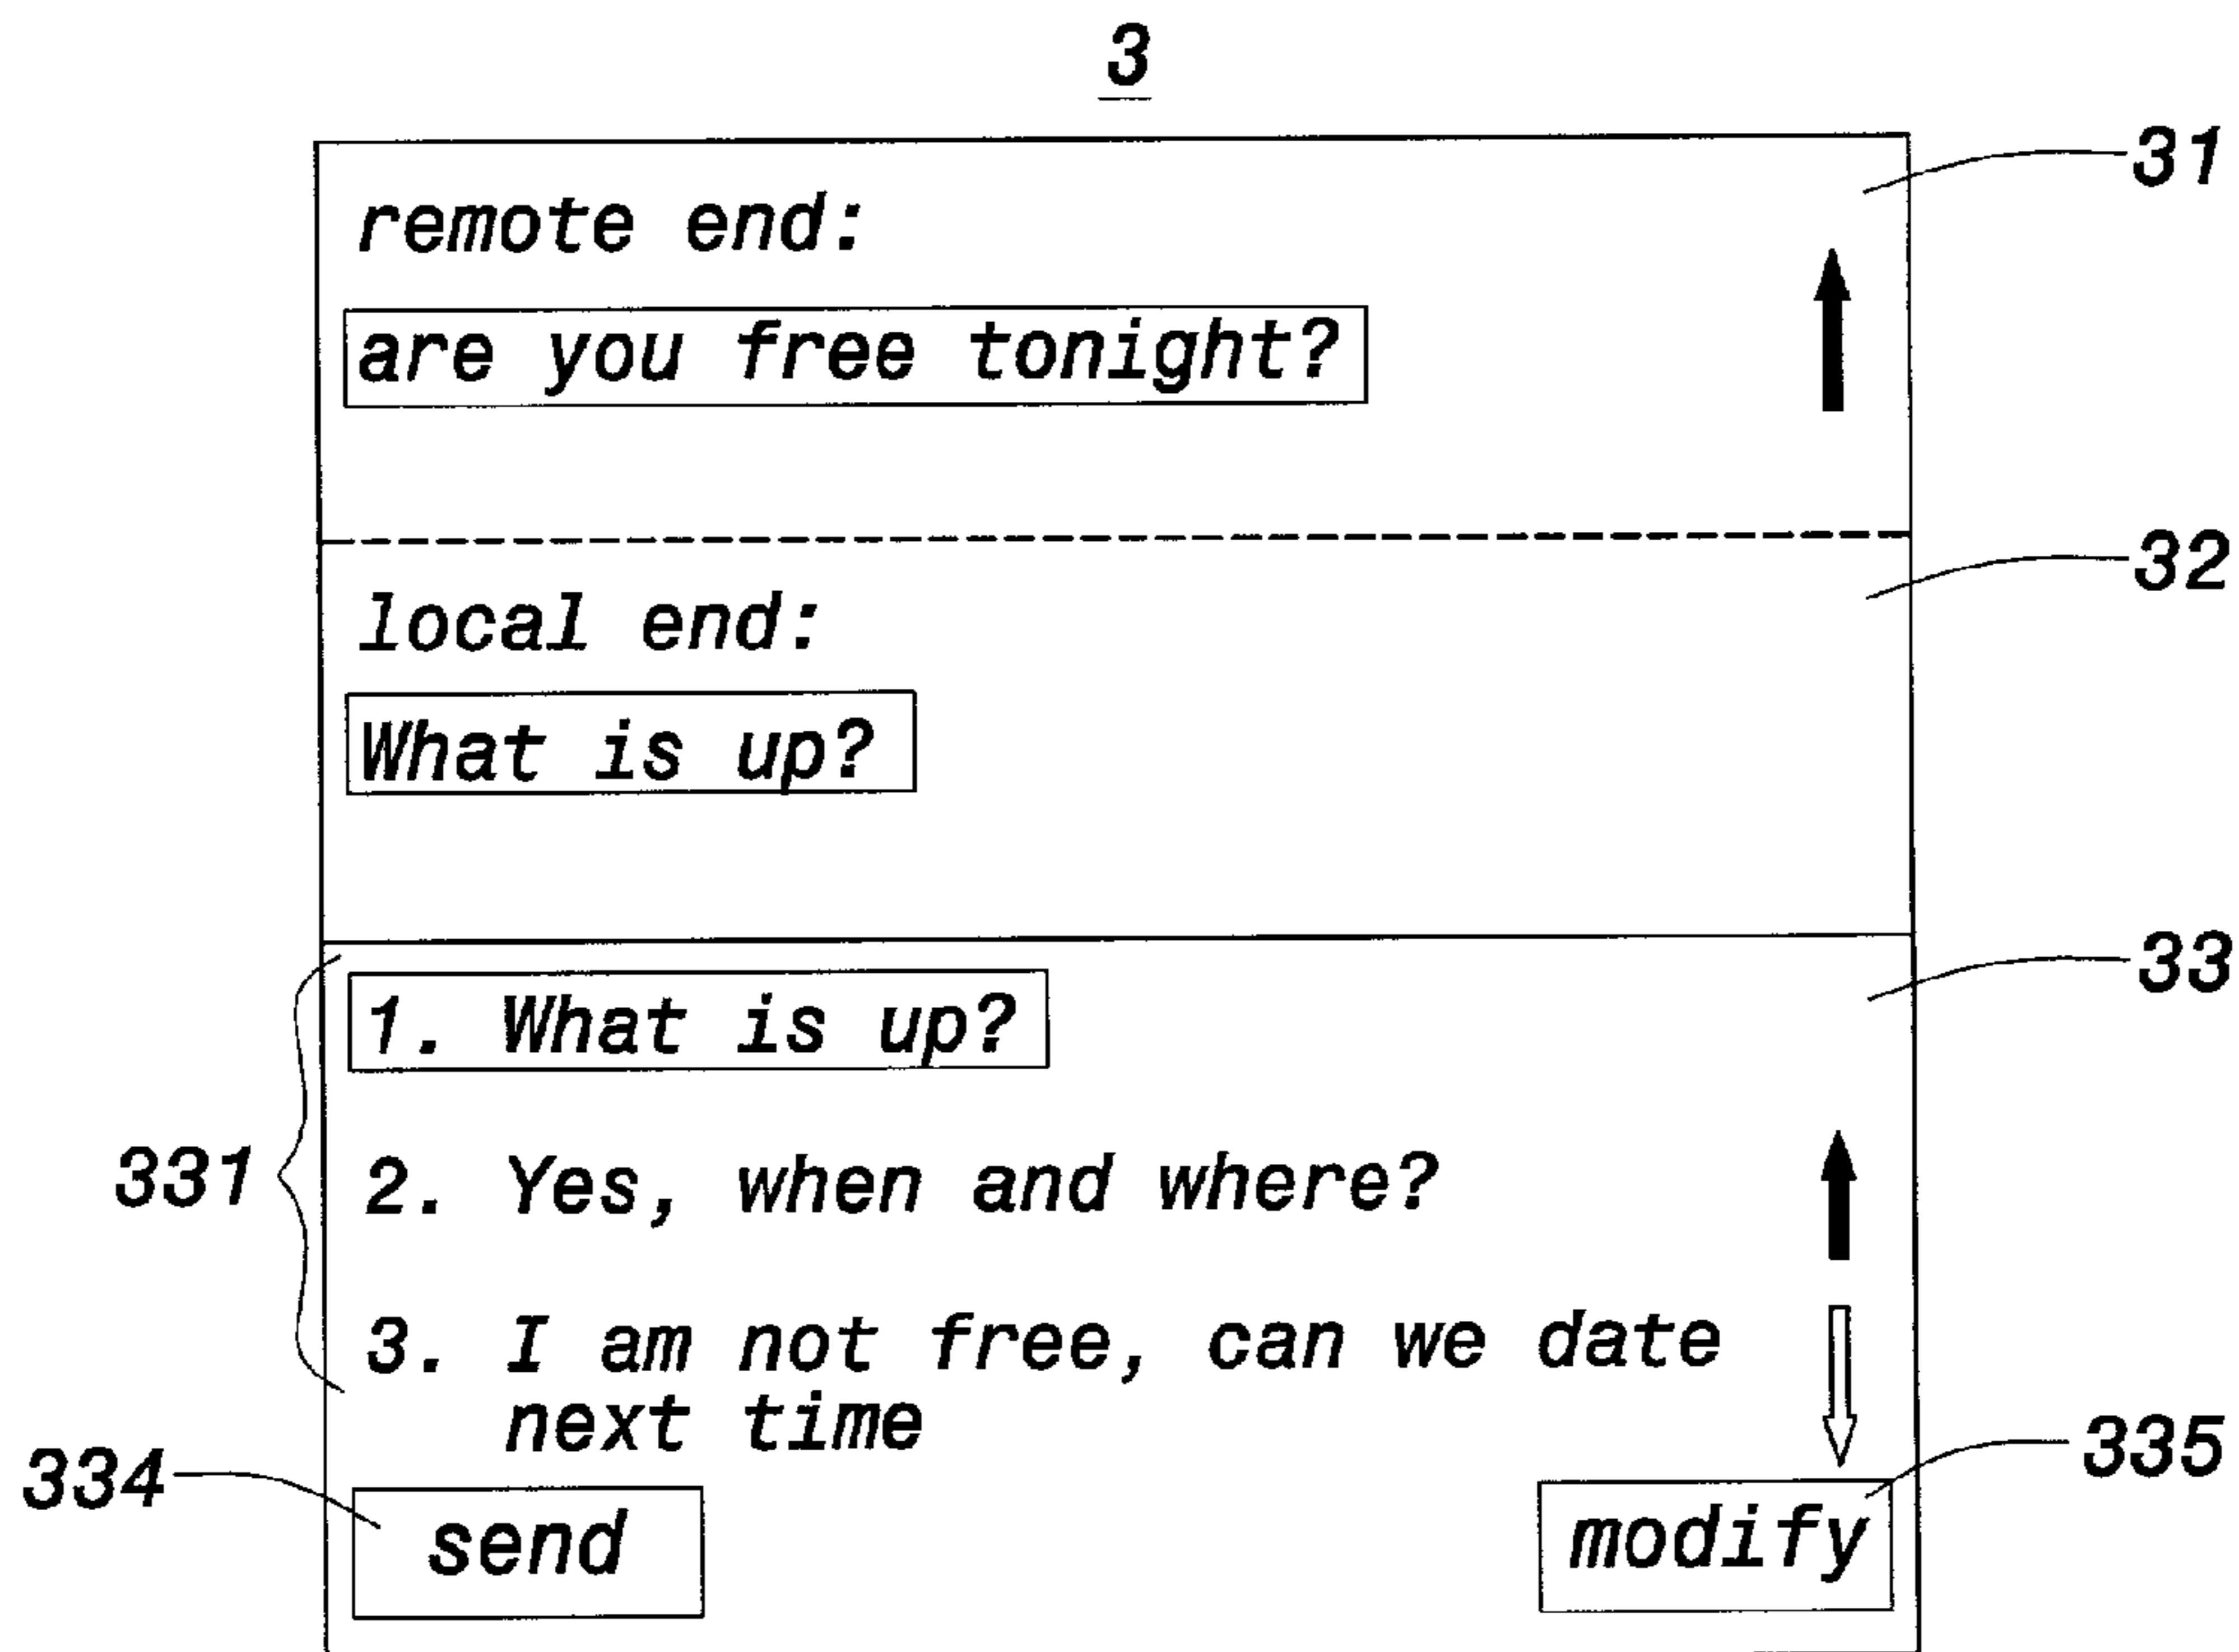 3
31
remote end:
are you free tonight?
32
local end:
What is up?
33
1. What is up?
331
2. Yes, when and where?
3. I am not free, can we date
next time
334
335
send
modify